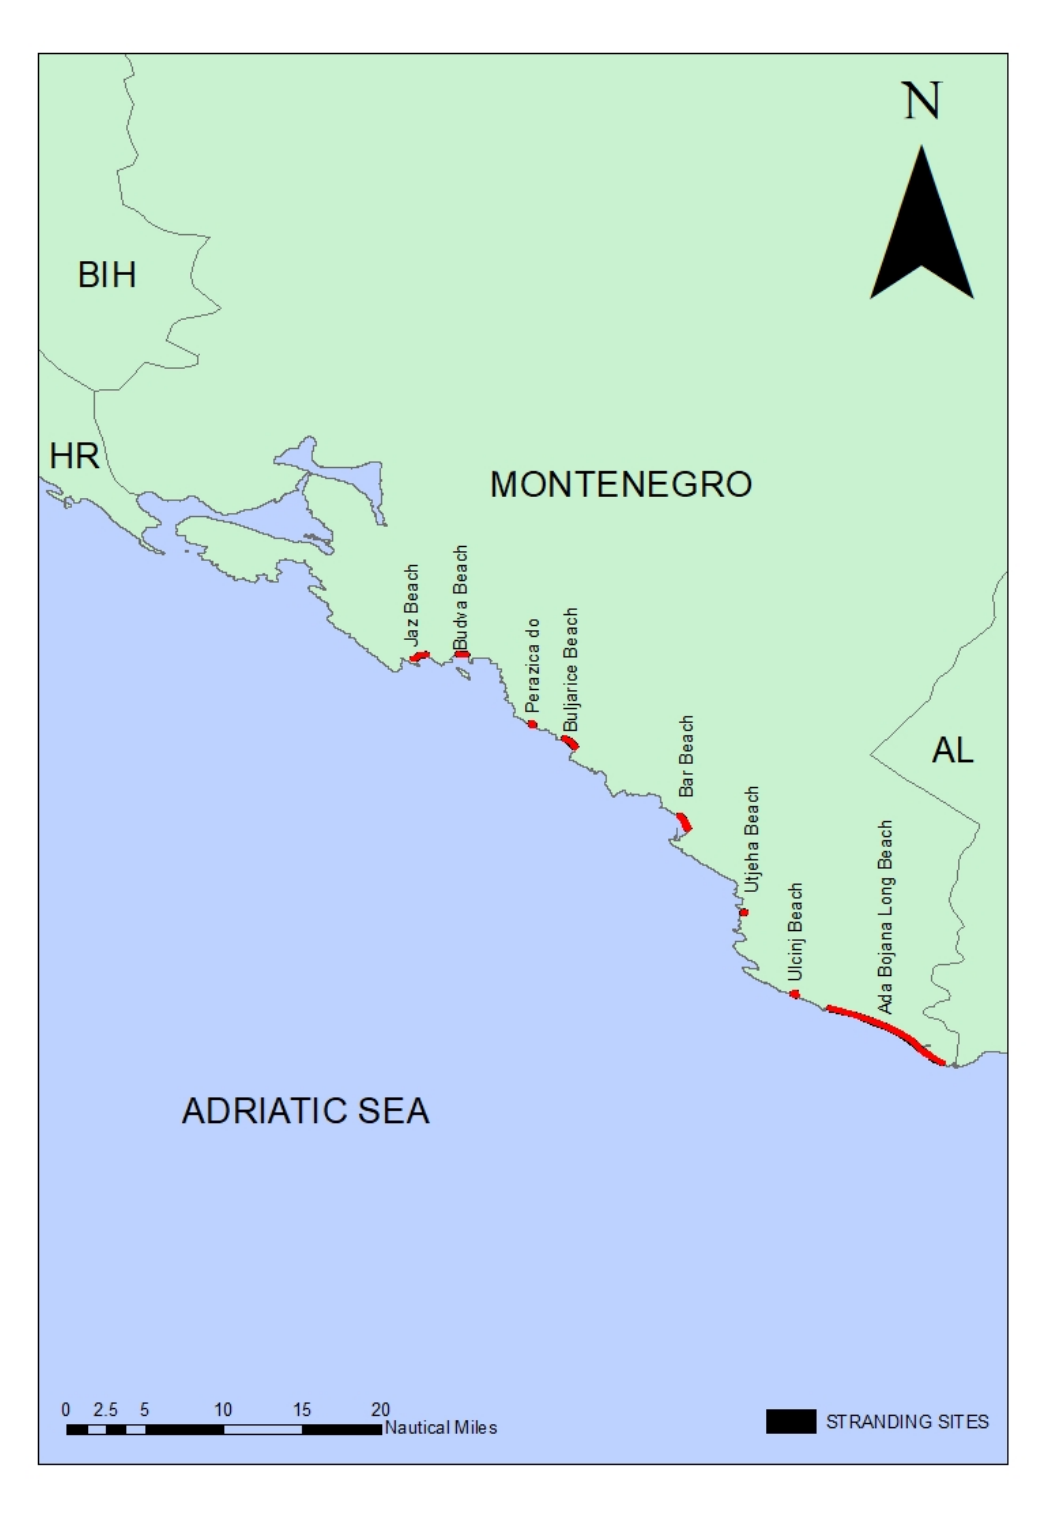 N
BIH
HR
MONTENEGRO
Jaz Beach
Budva Beach
Perazica do
Buljarice Beach
Bar Beach
AL
Utjeha Beach
Ulcinj Beach
Ada Bojana Long Beach
ADRIATIC SEA
0 2.5 5 10 15 20
Nautical Miles
STRANDING SITES